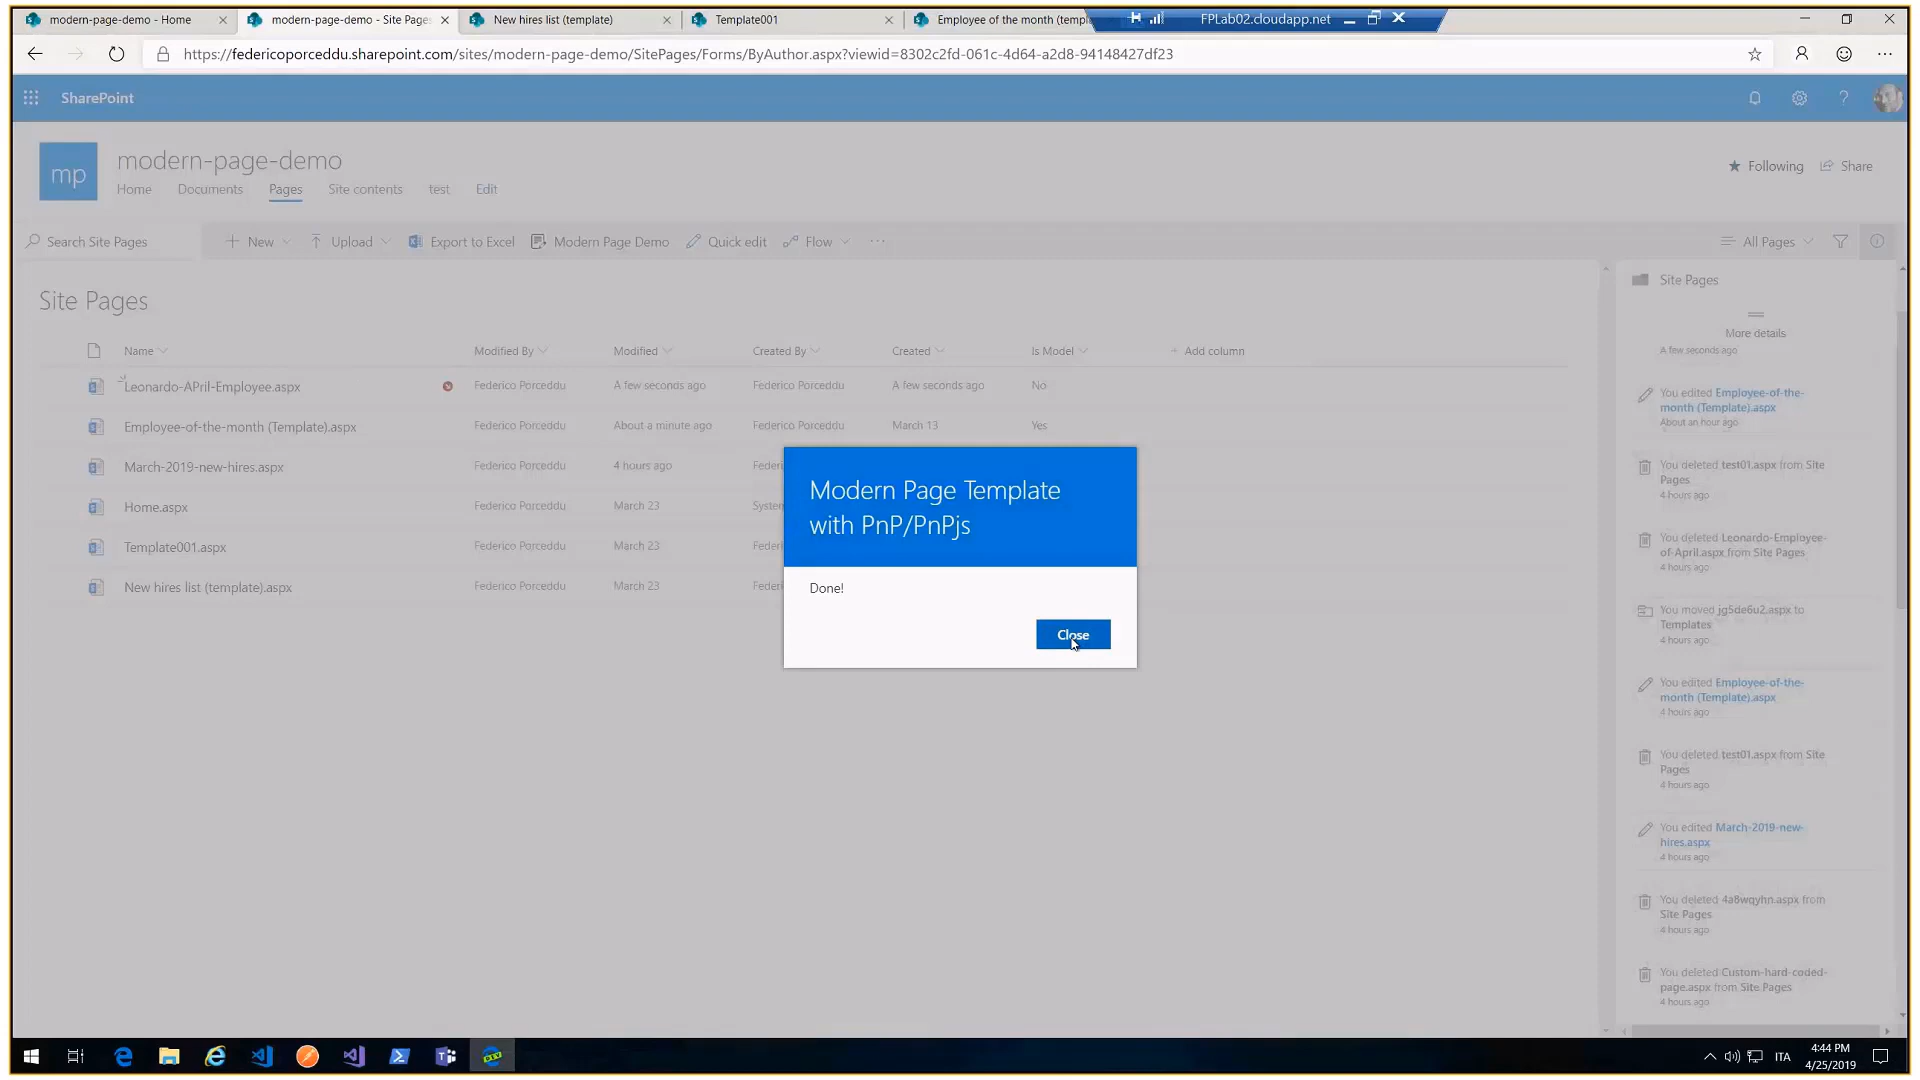 modern-page-demo - Home
modern-page-demo - Site Pages
New hires list (template)
Template001
Employee of the month (templ
FPLab02.cloudapp.net
https://federicoporceddu.sharepoint.com/sites/modern-page-demo/SitePages/Forms/ByAuthor.aspx?viewid=8302c2fd-061c-4d64-a2d8-94148427df23
SharePoint
mp
modern-page-demo
Following
Share
Home
Documents
Pages
Site contents
test
Edit
Search Site Pages
New
Upload
Export to Excel
Modern Page Demo
Quick edit
Flow
All Pages
Site Pages
Name
Modified By
Modified
Created By
Created
Is Model
Add column
Leonardo-APril-Employee.aspx Federico Porceddu A few seconds ago Federico Porceddu A few seconds ago No
Employee-of-the-month (Template).aspx Federico Porceddu About a minute ago Federico Porceddu March 13 Yes
March-2019-new-hires.aspx Federico Porceddu 4 hours ago Federi
Home.aspx Federico Porceddu March 23 System
Template001.aspx Federico Porceddu March 23 Federi
New hires list (template).aspx Federico Porceddu March 23 Federi
Modern Page Template
with PnP/PnPjs
Done!
Close
Site Pages
More details
A few seconds ago
You edited Employee-of-the-
month (Template).aspx
About an hour ago
You deleted test01.aspx from Site
Pages
4 hours ago
You deleted Leonardo-Employee-
of-April.aspx from Site Pages
4 hours ago
You moved jg5de6u2.aspx to
Templates
4 hours ago
You edited Employee-of-the-
month (Template).aspx
4 hours ago
You deleted test01.aspx from Site
Pages
4 hours ago
You edited March-2019-new-
hires.aspx
4 hours ago
You deleted 4a8wqyhn.aspx from
Site Pages
4 hours ago
You deleted Custom-hard-coded-
page.aspx from Site Pages
4 hours ago
ITA
4:44 PM
4/25/2019